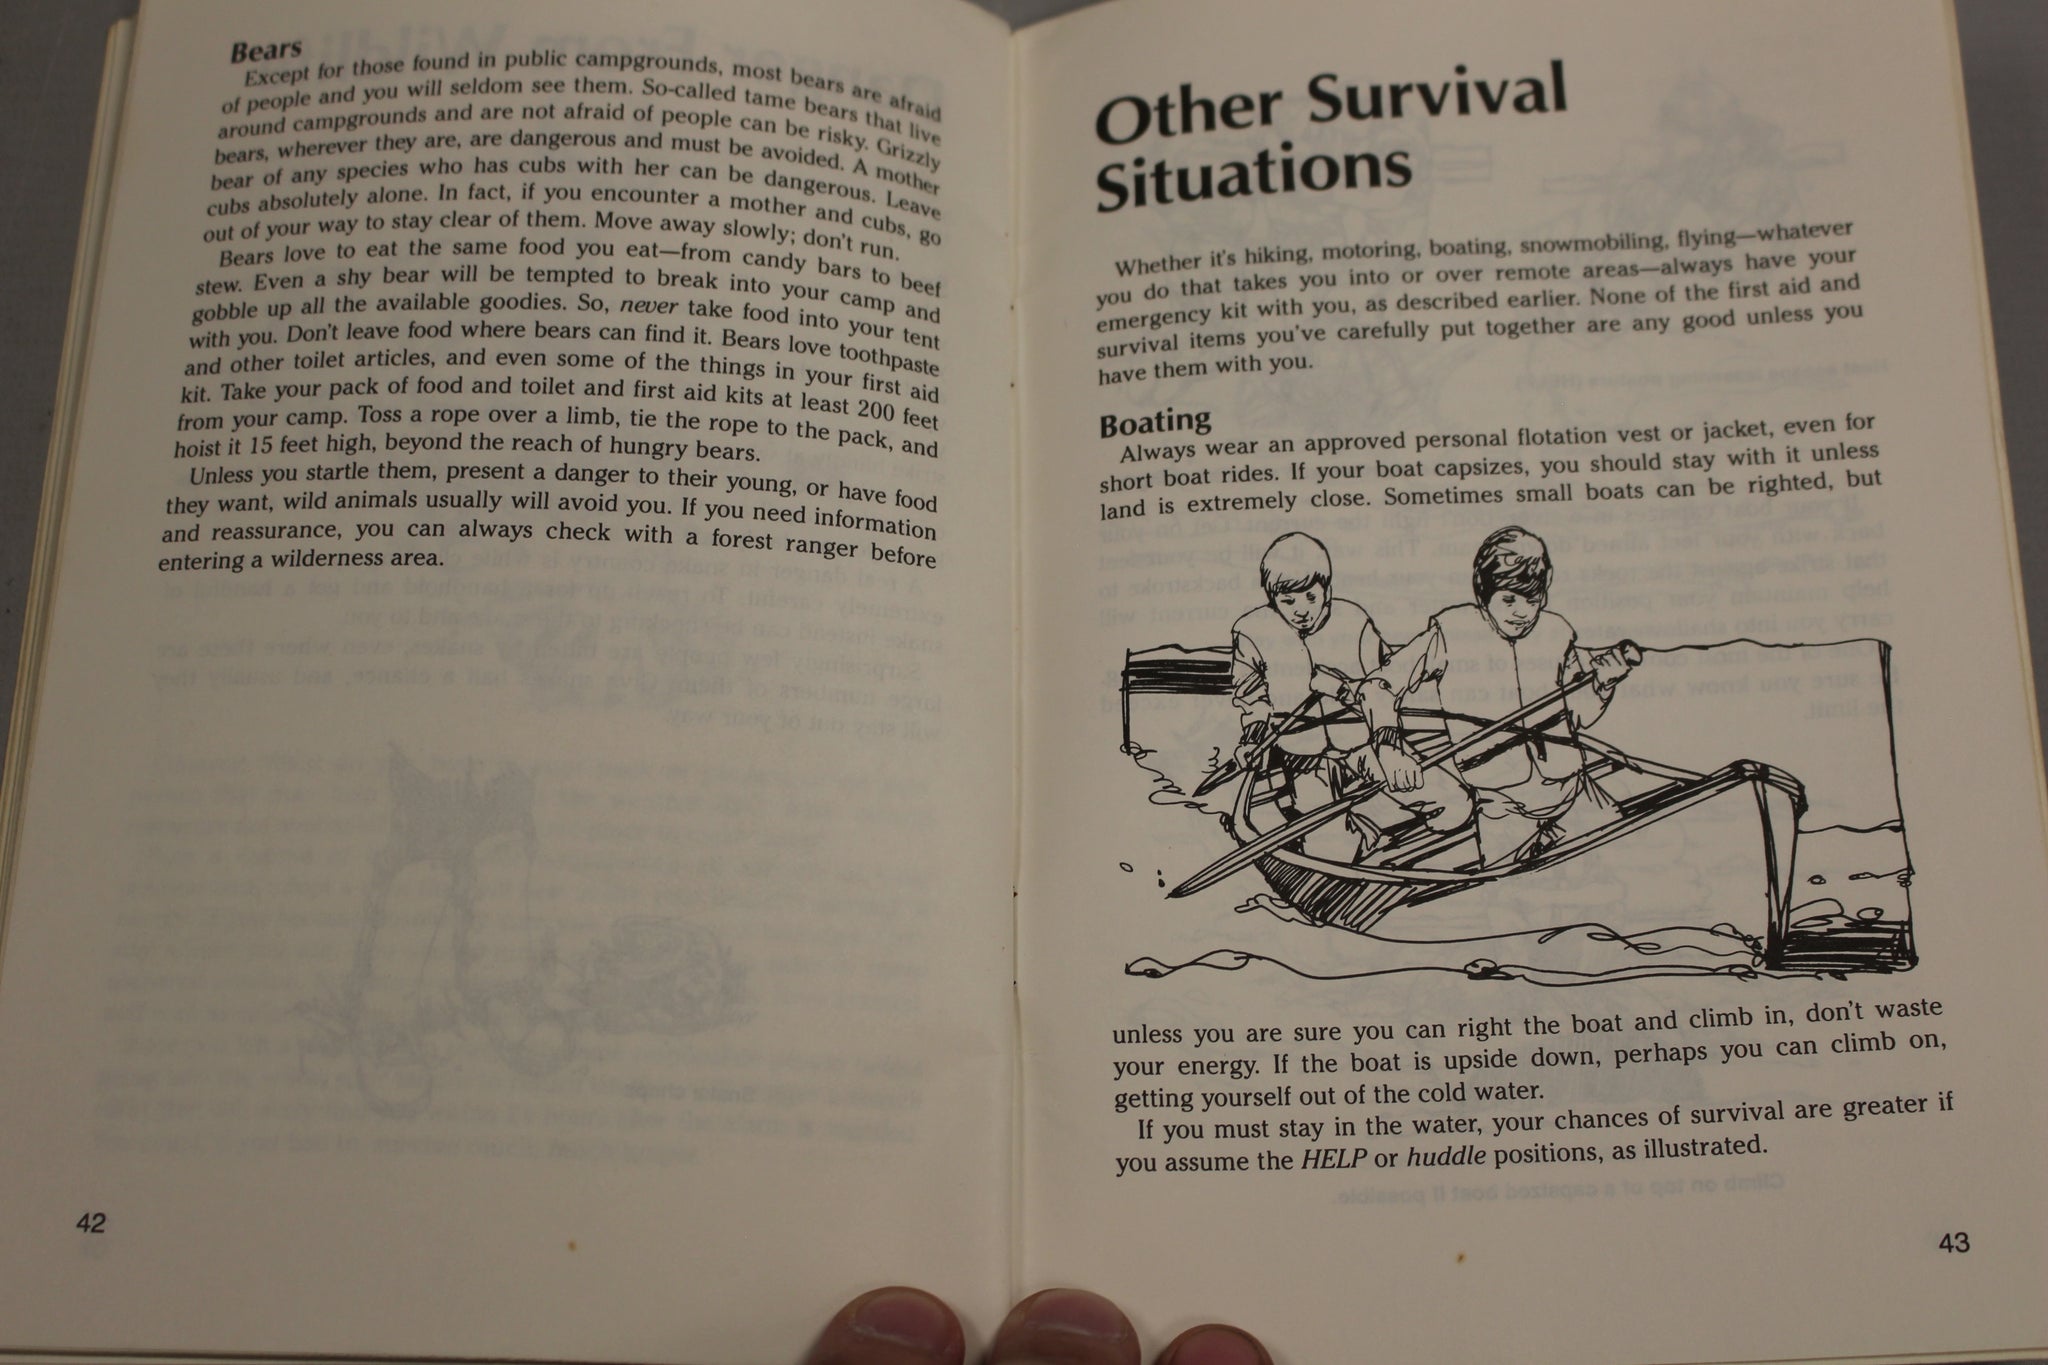 Bears
Except for those found in public campgrounds, most bears are afraid
of people and you will seldom see them. So-called tame bears that live
around campgrounds and are not afraid of people can be risky. Grizzly
bears, wherever they are, are dangerous and must be avoided. A mother
bear of any species who has cubs with her can be dangerous. Leave
cubs absolutely alone. In fact, if you encounter a mother and cubs, go
out of your way to stay clear of them. Move away slowly; don't run.
Bears love to eat the same food you eat—from candy bars to beef
stew. Even a shy bear will be tempted to break into your camp and
gobble up all the available goodies. So, never take food into your tent
with you. Don't leave food where bears can find it. Bears love toothpaste
and other toilet articles, and even some of the things in your first aid
kit. Take your pack of food and toilet and first aid kits at least 200 feet
from your camp. Toss a rope over a limb, tie the rope to the pack, and
hoist it 15 feet high, beyond the reach of hungry bears.
Unless you startle them, present a danger to their young, or have food
they want, wild animals usually will avoid you. If you need information
and reassurance, you can always check with a forest ranger before
entering a wilderness area.
42
Other Survival
Situations
Whether it's hiking, motoring, boating, snowmobiling, flying—whatever
you do that takes you into or over remote areas—always have your
emergency kit with you, as described earlier. None of the first aid and
survival items you've carefully put together are any good unless you
have them with you.
Boating
Always wear an approved personal flotation vest or jacket, even for
short boat rides. If your boat capsizes, you should stay with it unless
land is extremely close. Sometimes small boats can be righted, but
unless you are sure you can right the boat and climb in, don't waste
your energy. If the boat is upside down, perhaps you can climb on,
getting yourself out of the cold water.
If you must stay in the water, your chances of survival are greater if
you assume the HELP or huddle positions, as illustrated.
43